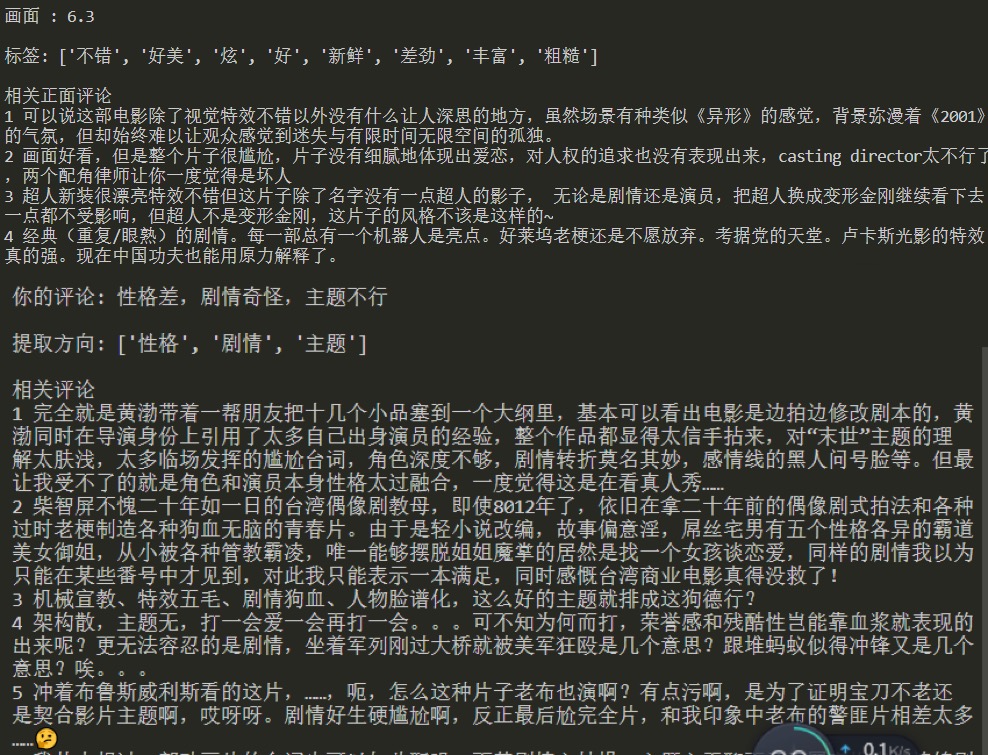 画面 : 6.3
标签: ['不错', '好美', '炫', '好', '新鲜', '差劲', '丰富', '粗糙']
相关正面评论
1 可以说这部电影除了视觉特效不错以外没有什么让人深思的地方，虽然场景有种类似《异形》的感觉，背景弥漫着《2001》
的气氛，但却始终难以让观众感觉到迷失与有限时间无限空间的孤独。
2 画面好看，但是整个片子很尴尬，片子没有细腻地体现出爱恋，对人权的追求也没有表现出来，casting director太不行了
，两个配角律师让你一度觉得是坏人
3 超人新装很漂亮特效不错但这片子除了名字没有一点超人的影子， 无论是剧情还是演员，把超人换成变形金刚继续看下去
一点都不受影响，但超人不是变形金刚，这片子的风格不该是这样的~
4 经典（重复/眼熟）的剧情。每一部总有一个机器人是亮点。好莱坞老梗还是不愿放弃。考据党的天堂。卢卡斯光影的特效
真的强。现在中国功夫也能用原力解释了。
你的评论: 性格差，剧情奇怪，主题不行
提取方向: ['性格', '剧情', '主题']
相关评论
1 完全就是黄渤带着一帮朋友把十几个小品塞到一个大纲里，基本可以看出电影是边拍边修改剧本的，黄
渤同时在导演身份上引用了太多自己出身演员的经验，整个作品都显得太信手拈来，对“末世”主题的理
解太肤浅，太多临场发挥的尴尬台词，角色深度不够，剧情转折莫名其妙，感情线的黑人问号脸等。但最
让我受不了的就是角色和演员本身性格太过融合，一度觉得这是在看真人秀……
2 柴智屏不愧二十年如一日的台湾偶像剧教母，即使8012年了，依旧在拿二十年前的偶像剧式拍法和各种
过时老梗制造各种狗血无脑的青春片。由于是轻小说改编，故事偏意淫，屌丝宅男有五个性格各异的霸道
美女御姐，从小被各种管教霸凌，唯一能够摆脱姐姐魔掌的居然是找一个女孩谈恋爱，同样的剧情我以为
只能在某些番号中才见到，对此我只能表示一本满足，同时感慨台湾商业电影真得没救了！
3 机械宣教、特效五毛、剧情狗血、人物脸谱化，这么好的主题就排成这狗德行？
4 架构散，主题无，打一会爱一会再打一会。。。可不知为何而打，荣誉感和残酷性岂能靠血浆就表现的
出来呢？更无法容忍的是剧情，坐着军列刚过大桥就被美军狂殴是几个意思？跟堆蚂蚁似得冲锋又是几个
意思？唉。。。
5 冲着布鲁斯威利斯看的这片，……，呃，怎么这种片子老布也演啊？有点污啊，是为了证明宝刀不老还
是契合影片主题啊，哎呀呀。剧情好生硬尴尬啊，反正最后尬完全片，和我印象中老布的警匪片相差太多
……🤔
0.1K/s